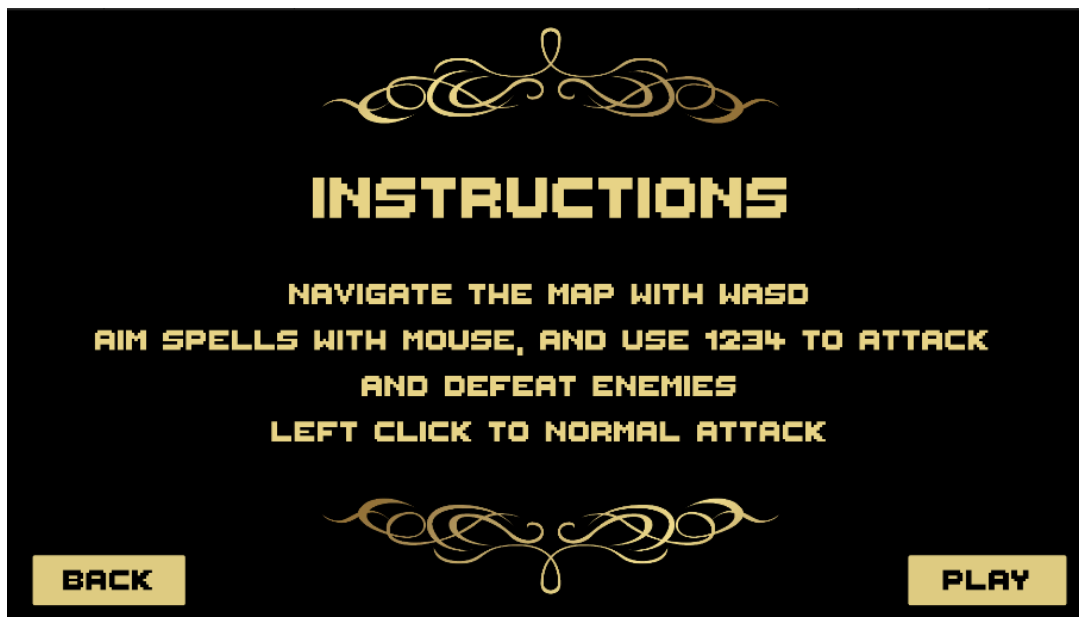 INSTRUCTIONS
NAVIGATE THE MAP WITH WASD
AIM SPELLS WITH MOUSE, AND USE 1234 TO ATTACK
AND DEFEAT ENEMIES
LEFT CLICK TO NORMAL ATTACK
BACK
PLAY